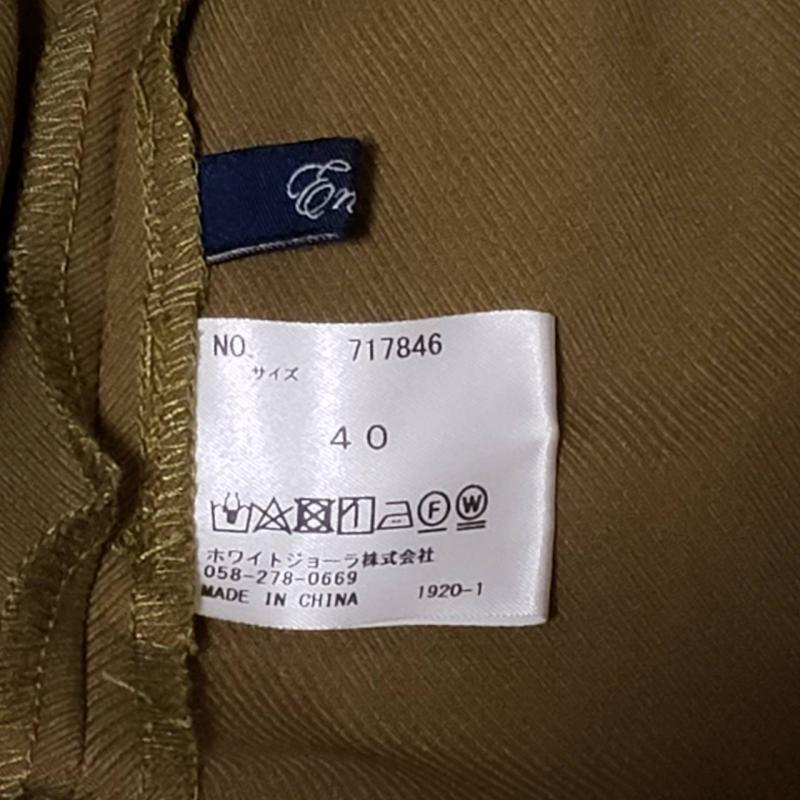 En
NO. 717846
サイズ
40
F W
ホワイトジョーラ株式会社
058-278-0669
MADE IN CHINA 1920-1